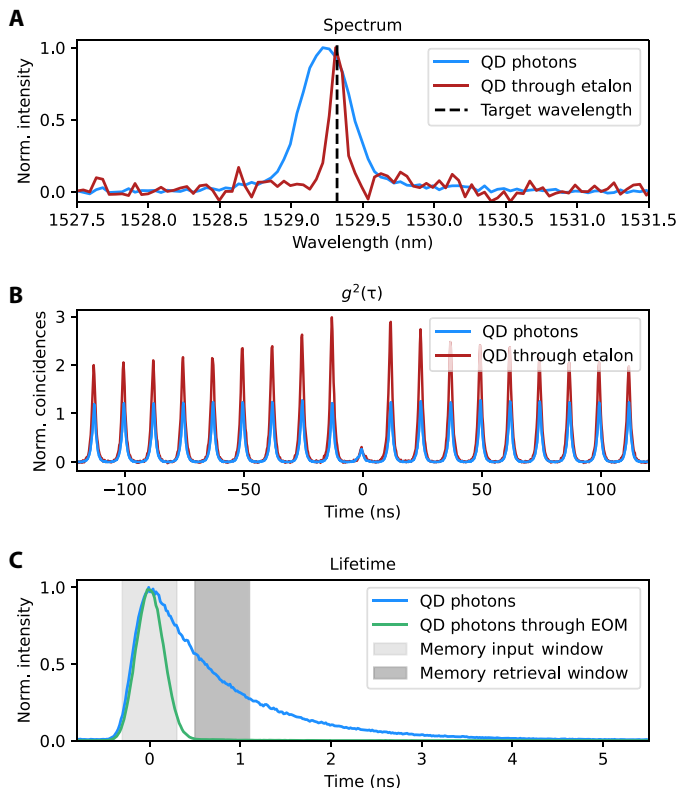 A
Spectrum
Norm. intensity
1.0
0.5
0.0
QD photons
QD through etalon
Target wavelength
1527.5 1528.0 1528.5 1529.0 1529.5 1530.0 1530.5 1531.0 1531.5
Wavelength (nm)
B
g²(τ)
Norm. coincidences
3
2
1
0
QD photons
QD through etalon
−100 −50 0 50 100
Time (ns)
C
Lifetime
Norm. intensity
1.0
0.5
0.0
QD photons
QD photons through EOM
Memory input window
Memory retrieval window
0 1 2 3 4 5
Time (ns)